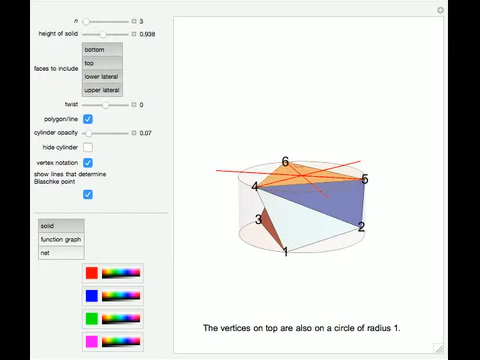 n 3
height of solid 0.938
faces to include
bottom
top
lower lateral
upper lateral
twist 0
polygon/line
cylinder opacity 0.07
hide cylinder
vertex notation
show lines that determine
Blaschke point
solid
function graph
net
6
4
5
3
2
1
The vertices on top are also on a circle of radius 1.